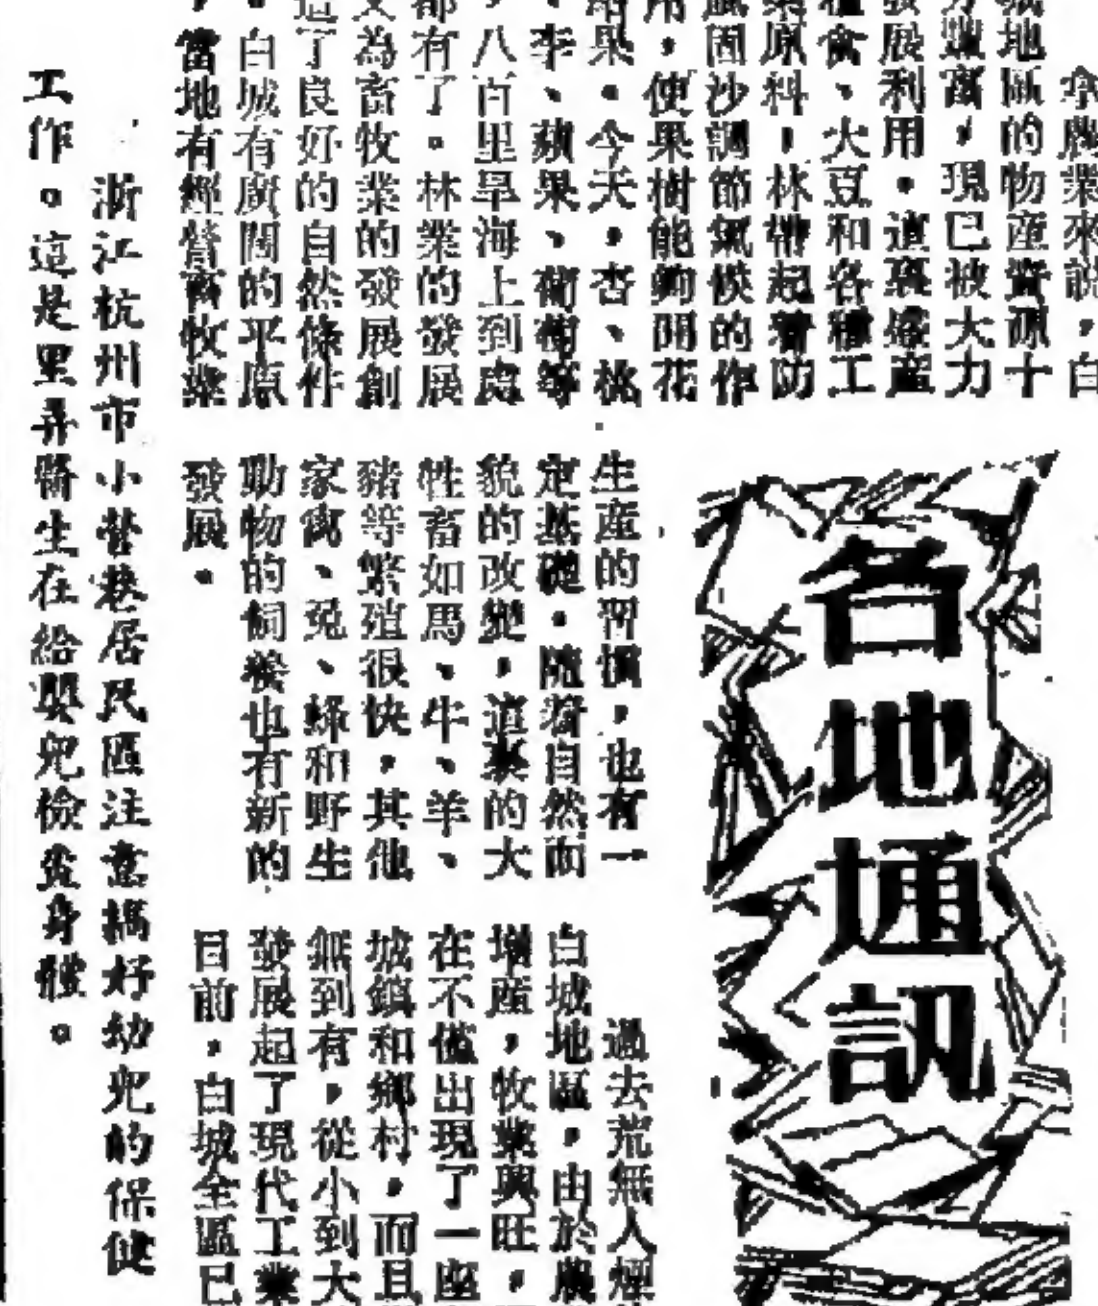 拿農業來説，白
城地區的物産資源十
分豐富，現已被大力
發展利用。這裏盛産
種禽、大豆和各種工
業原料，林帶起着防
風固沙調節氣候的作
用，使果樹能夠開花
結果。今天，杏、桃
、李、蘋果、葡萄等
，八百里旱海上到處
都有了。林業的發展
又為畜牧業的發展創
造了良好的自然條件
。白城有廣闊的平原
，當地有經營畜牧業
各地通訊
生産的習慣，也有一
定基礎。隨着自然面
貌的改變，這裏的大
牲畜如馬、牛、羊、
豬等繁殖很快，其他
家禽、兎、蜂和野生
動物的飼養也有新的
發展。
過去荒無人煙
白城地區，由於農
增産，牧業興旺，
在不僅出現了一座
城鎮和鄉村，而且
無到有，從小到大
發展起了現代工業
目前，白城全區已
浙江杭州市小營巷居民區注意搞好幼兒的保健
工作。這是里弄醫生在給嬰兒檢查身體。